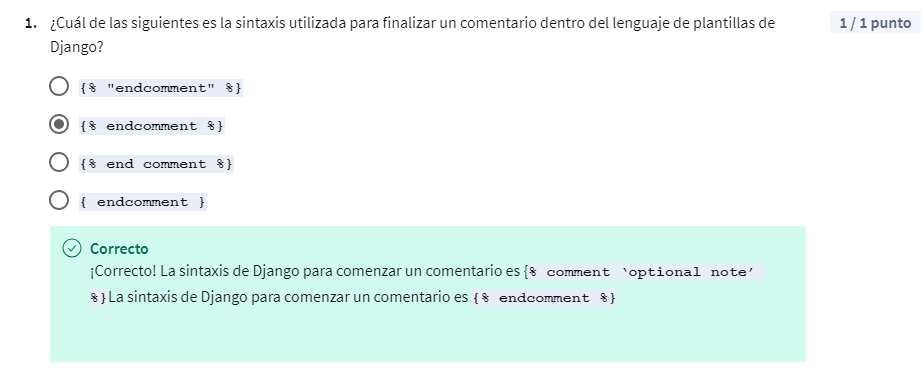 1. ¿Cuál de las siguientes es la sintaxis utilizada para finalizar un comentario dentro del lenguaje de plantillas de
Django?
1 / 1 punto
{% "endcomment" %}
{% endcomment %}
{% end comment %}
{ endcomment }
Correcto
¡Correcto! La sintaxis de Django para comenzar un comentario es {% comment ‘optional note’
%} La sintaxis de Django para comenzar un comentario es {% endcomment %}